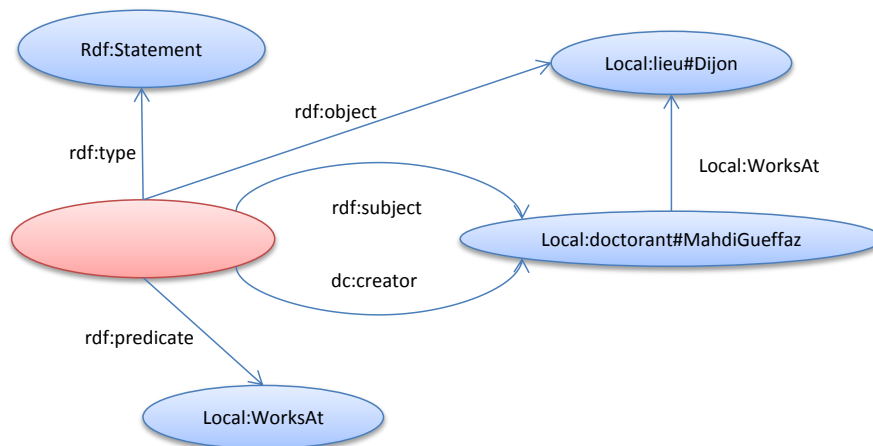 Rdf:Statement
Local:lieu#Dijon
rdf:object
rdf:type
Local:WorksAt
rdf:subject
Local:doctorant#MahdiGueffaz
dc:creator
rdf:predicate
Local:WorksAt